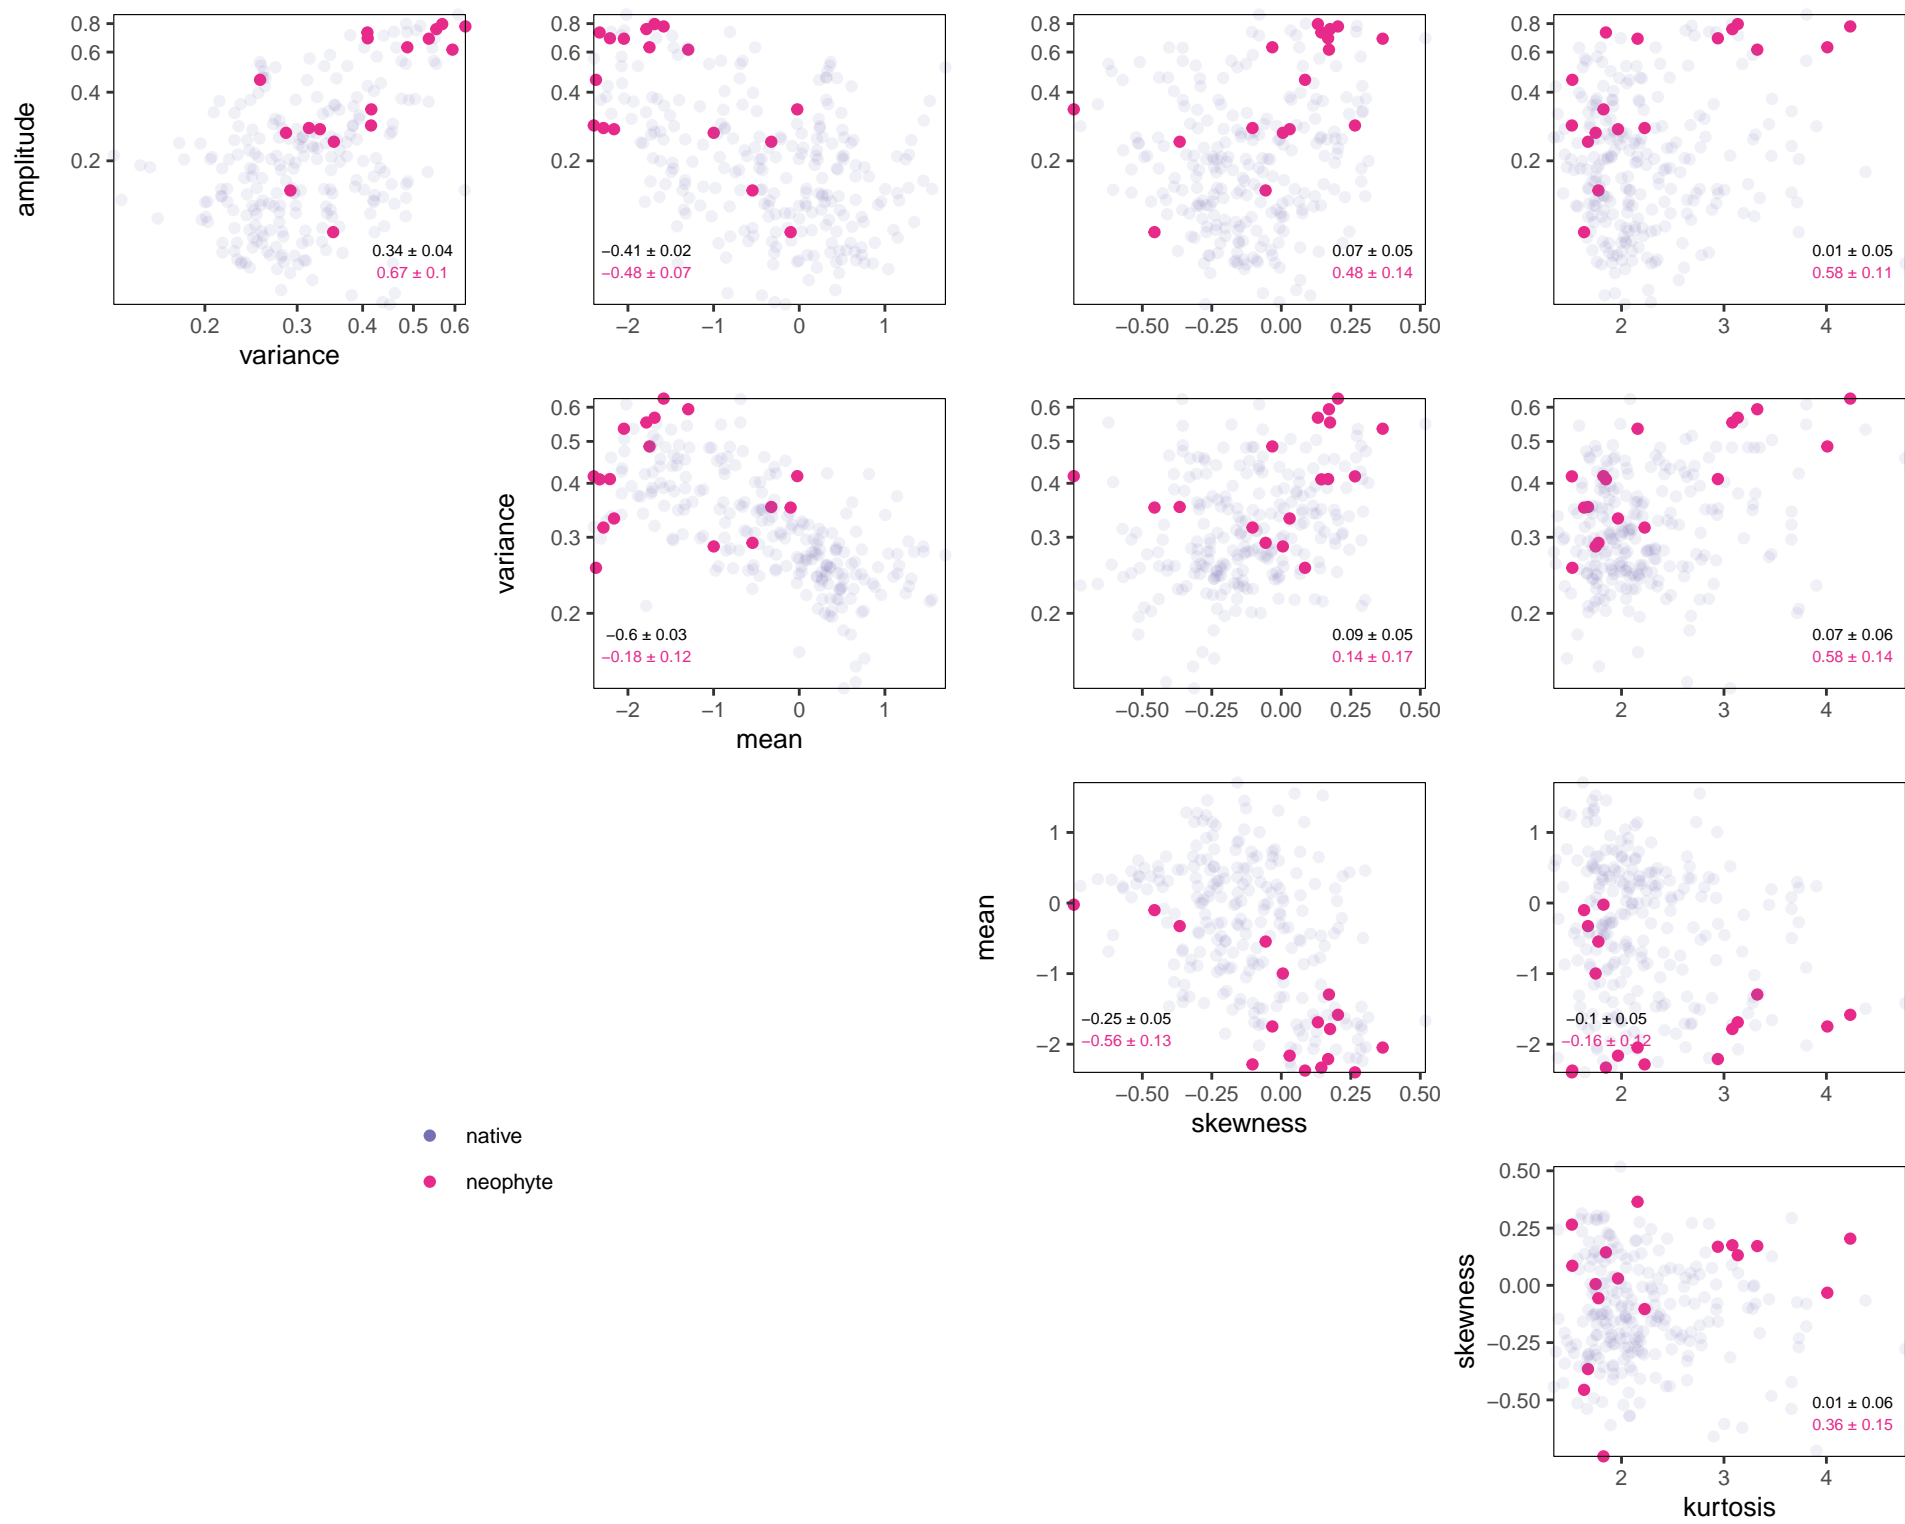 0.8
0.6
0.4
0.2
amplitude
0.34 ± 0.04
0.67 ± 0.1
0.2 0.3 0.4 0.5 0.6
variance
0.8
0.6
0.4
0.2
−0.41 ± 0.02
−0.48 ± 0.07
−2 −1 0 1
0.8
0.6
0.4
0.2
0.07 ± 0.05
0.48 ± 0.14
−0.50 −0.25 0.00 0.25 0.50
0.8
0.6
0.4
0.2
0.01 ± 0.05
0.58 ± 0.11
2 3 4
0.6
0.5
0.4
0.3
0.2
variance
−0.6 ± 0.03
−0.18 ± 0.12
−2 −1 0 1
mean
0.6
0.5
0.4
0.3
0.2
0.09 ± 0.05
0.14 ± 0.17
−0.50 −0.25 0.00 0.25 0.50
0.6
0.5
0.4
0.3
0.2
0.07 ± 0.06
0.58 ± 0.14
2 3 4
1
0
−1
−2
mean
−0.25 ± 0.05
−0.56 ± 0.13
−0.50 −0.25 0.00 0.25 0.50
skewness
1
0
−1
−2
−0.1 ± 0.05
−0.16 ± 0.12
2 3 4
native
neophyte
0.50
0.25
0.00
−0.25
−0.50
skewness
0.01 ± 0.06
0.36 ± 0.15
2 3 4
kurtosis